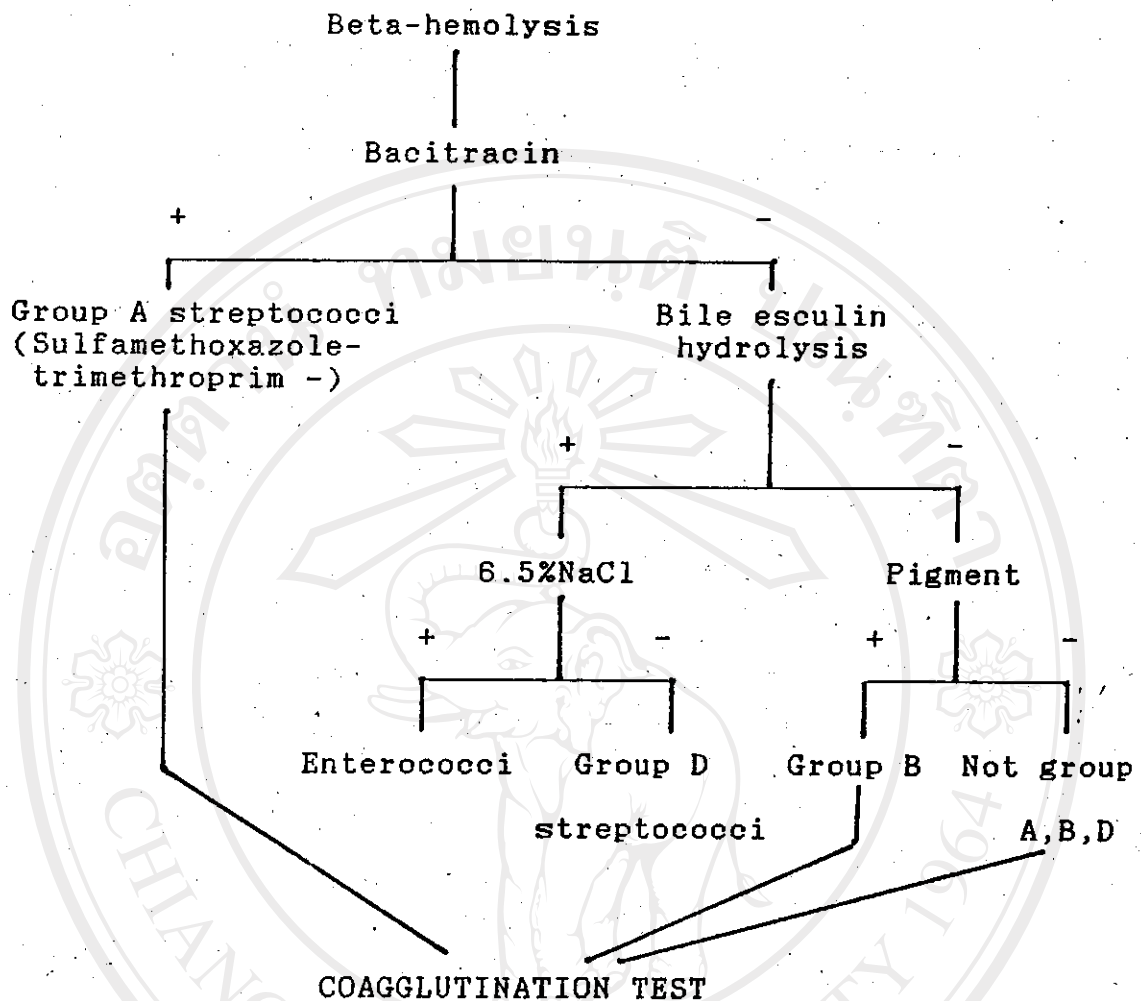 Beta-hemolysis
Bacitracin
+ -
Group A streptococci
(Sulfamethoxazole-
trimethroprim -)
Bile esculin
hydrolysis
+ -
6.5%NaCl Pigment
+ - + -
Enterococci Group D Group B Not group
streptococci A,B,D
COAGGLUTINATION TEST